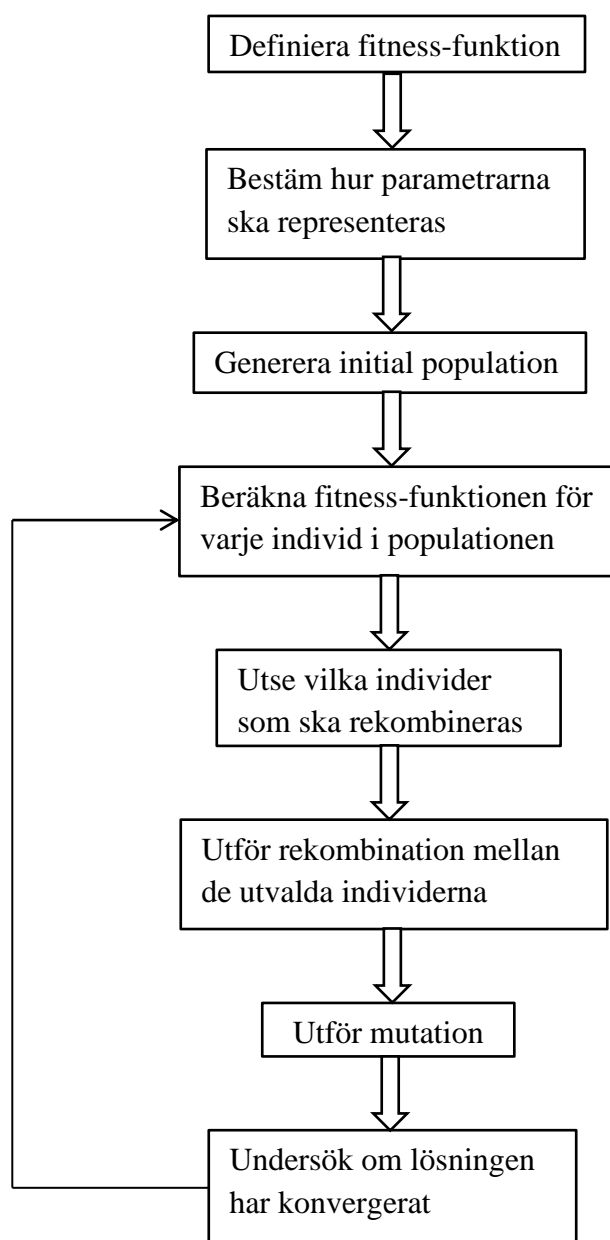 Definiera fitness-funktion
Bestäm hur parametrarna
ska representeras
Generera initial population
Beräkna fitness-funktionen för
varje individ i populationen
Utse vilka individer
som ska rekombineras
Utför rekombination mellan
de utvalda individerna
Utför mutation
Undersök om lösningen
har konvergerat